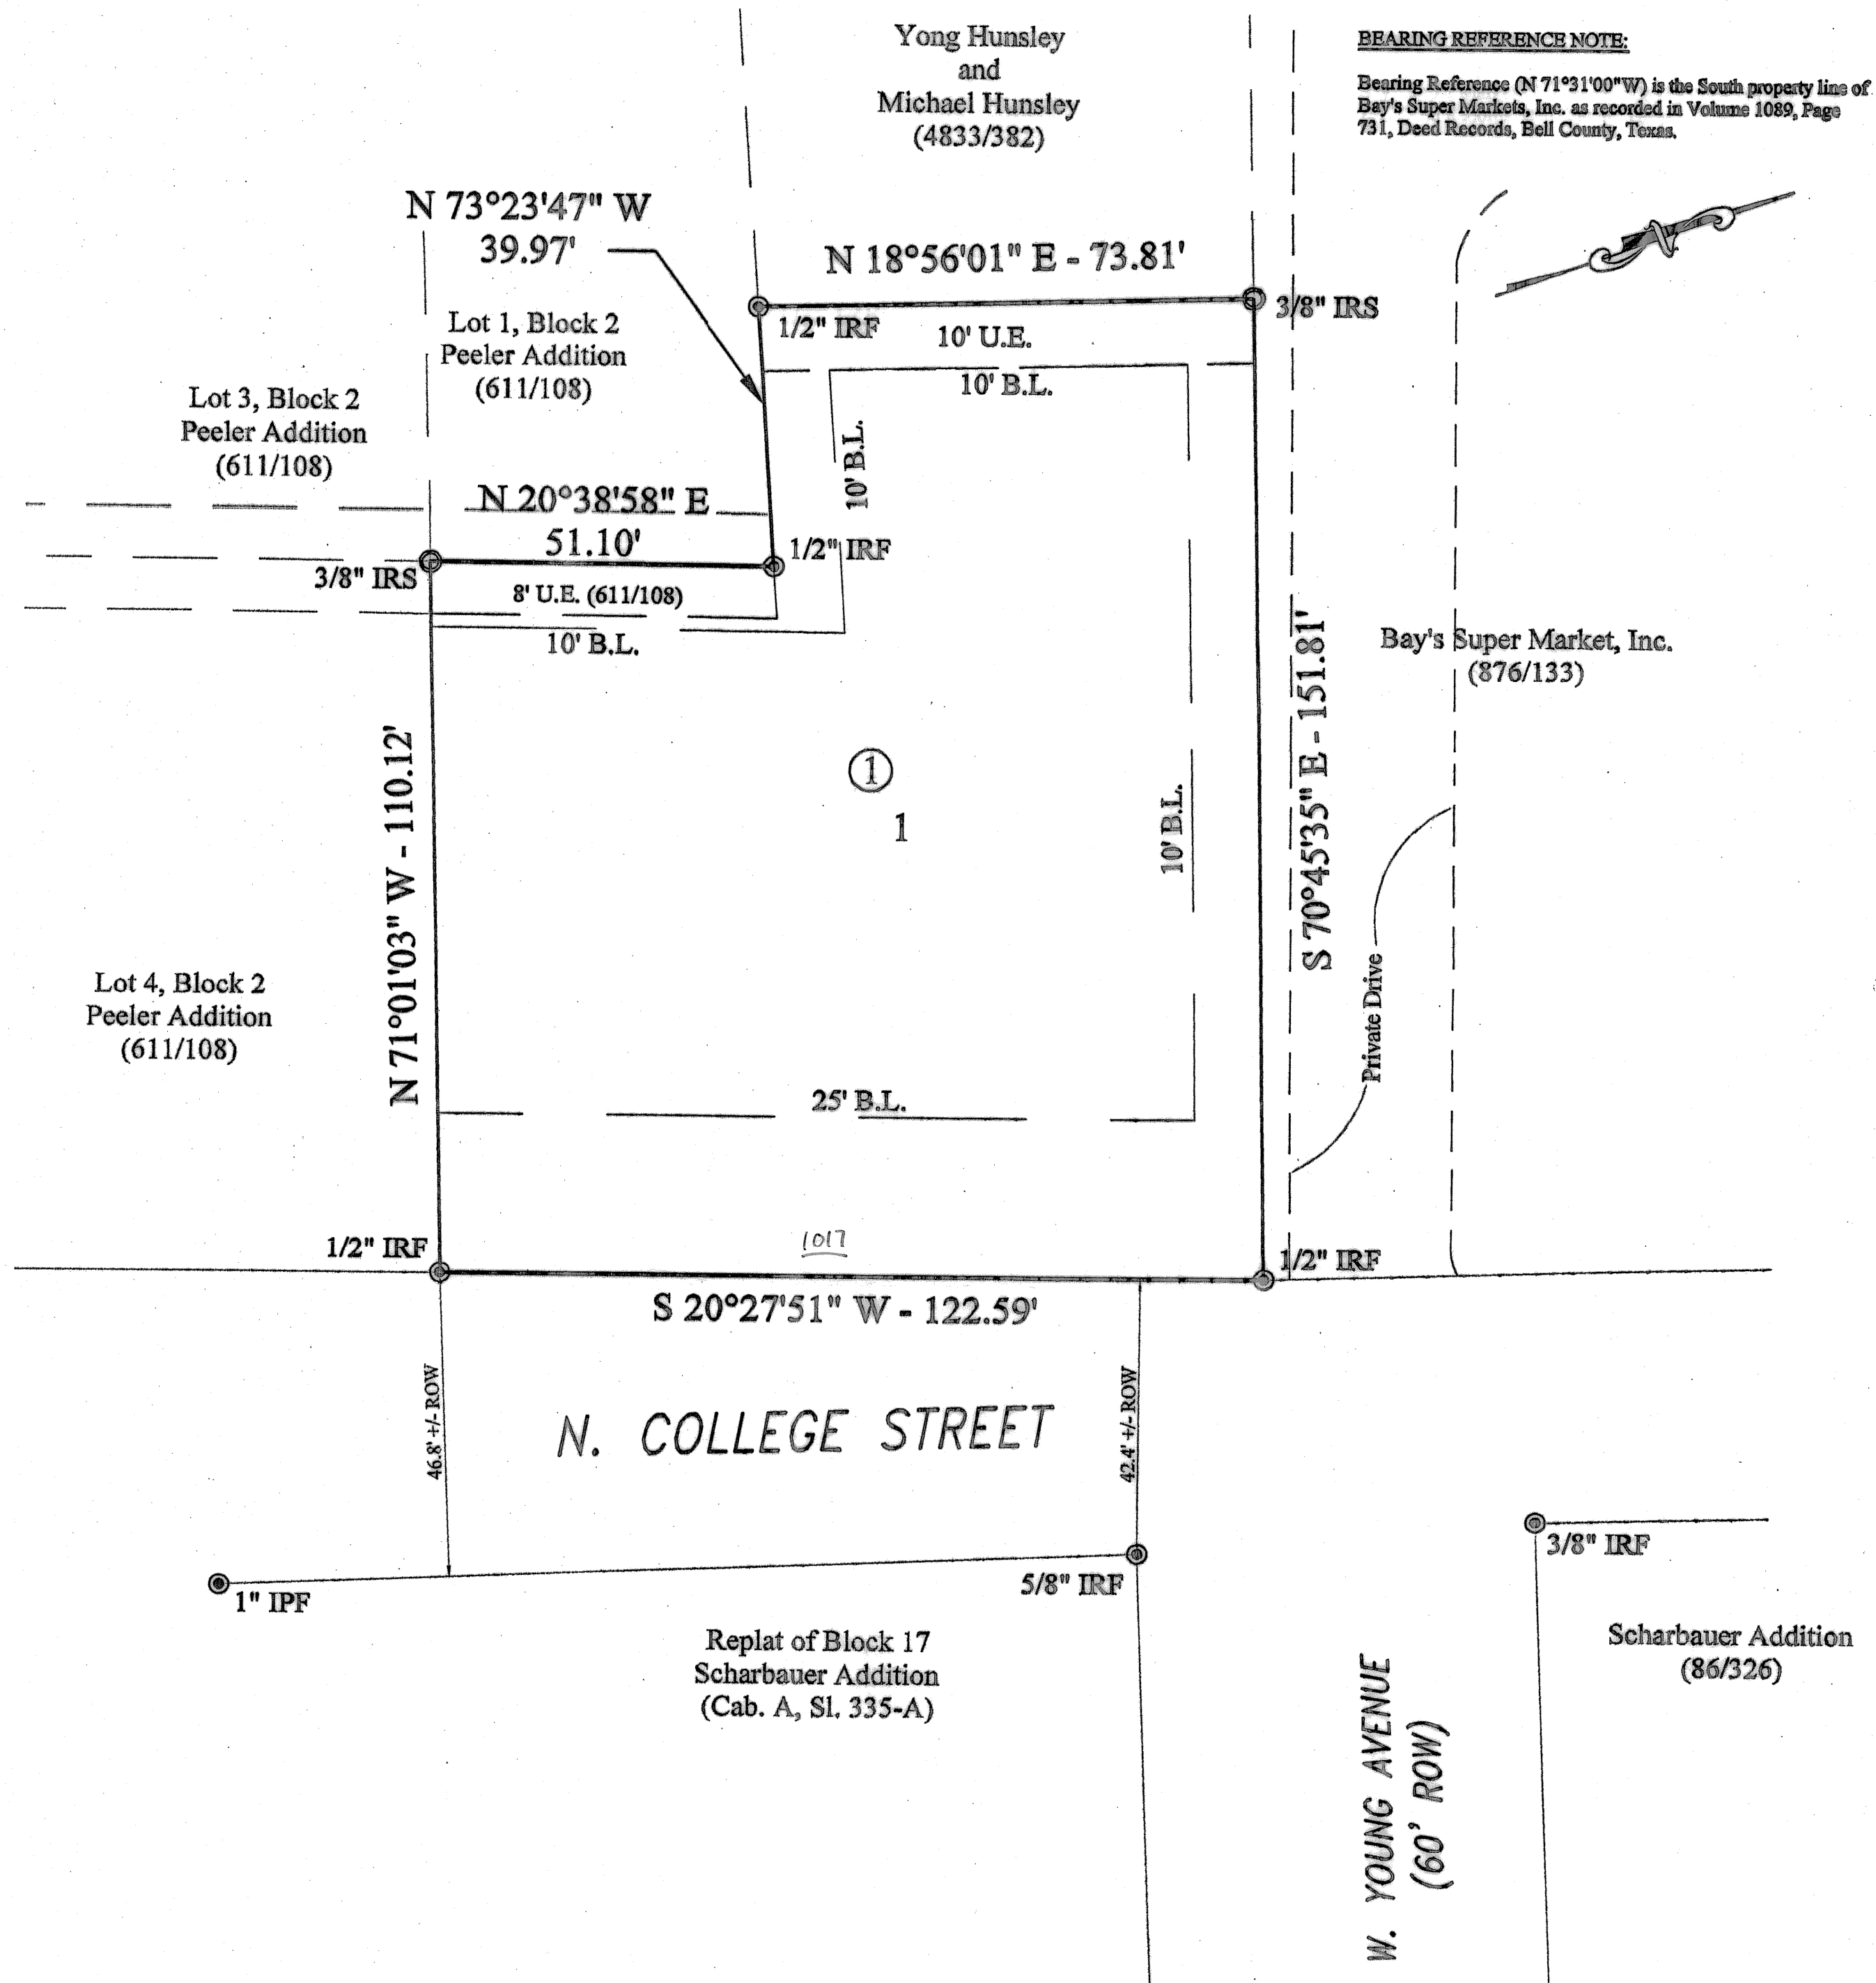 Yong Hunsley
and
Michael Hunsley
(4833/382)
BEARING REFERENCE NOTE:
Bearing Reference (N 71°31'00"W) is the South property line of
Bay's Super Markets, Inc. as recorded in Volume 1089, Page
731, Deed Records, Bell County, Texas.
N 73°23'47" W
39.97'
N 18°56'01" E - 73.81'
1/2" IRF
10' U.E.
3/8" IRS
Lot 1, Block 2
Peeler Addition
(611/108)
10' B.L.
Lot 3, Block 2
Peeler Addition
(611/108)
10' B.L.
N 20°38'58" E
51.10'
1/2" IRF
3/8" IRS
8' U.E. (611/108)
10' B.L.
S 70°45'35" E - 151.81'
Bay's Super Market, Inc.
(876/133)
N 71°01'03" W - 110.12'
1
1
10' B.L.
Private Drive
Lot 4, Block 2
Peeler Addition
(611/108)
25' B.L.
1/2" IRF
1017
1/2" IRF
S 20°27'51" W - 122.59'
46.8' +/- ROW
N. COLLEGE STREET
42.4' +/- ROW
1" IPF
5/8" IRF
3/8" IRF
Replat of Block 17
Scharbauer Addition
(Cab. A, Sl. 335-A)
Scharbauer Addition
(86/326)
W. YOUNG AVENUE
(60' ROW)